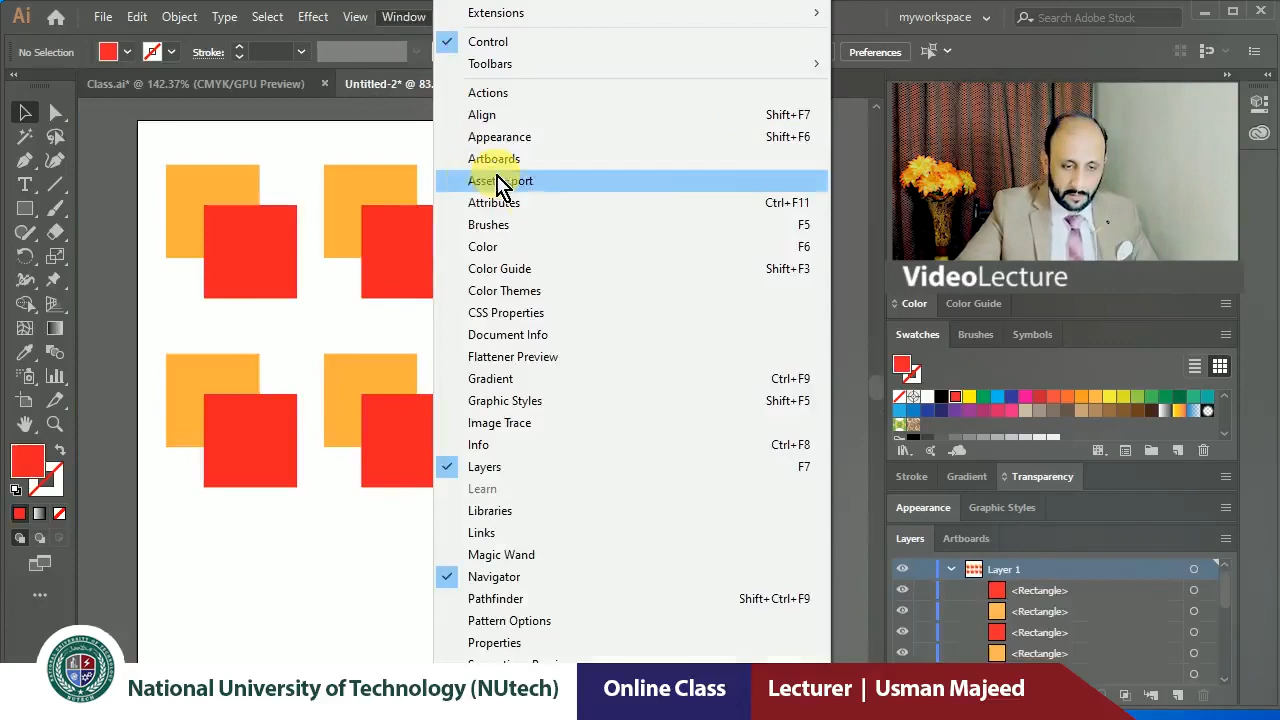 Ai File Edit Object Type Select Effect View Window myworkspace Search Adobe Stock
No Selection Stroke: Preferences
Class.ai* @ 142.37% (CMYK/GPU Preview) × Untitled-2* @ 83.
Extensions
Control
Toolbars
Actions
Align Shift+F7
Appearance Shift+F6
Artboards
Asset Export
Attributes Ctrl+F11
Brushes F5
Color F6
Color Guide Shift+F3
Color Themes
CSS Properties
Document Info
Flattener Preview
Gradient Ctrl+F9
Graphic Styles Shift+F5
Image Trace
Info Ctrl+F8
Layers F7
Learn
Libraries
Links
Magic Wand
Navigator
Pathfinder Shift+Ctrl+F9
Pattern Options
Properties
VideoLecture
Color Color Guide
Swatches Brushes Symbols
Stroke Gradient Transparency
Appearance Graphic Styles
Layers Artboards
Layer 1
<Rectangle>
<Rectangle>
<Rectangle>
<Rectangle>
National University of Technology (NUtech) Online Class Lecturer | Usman Majeed